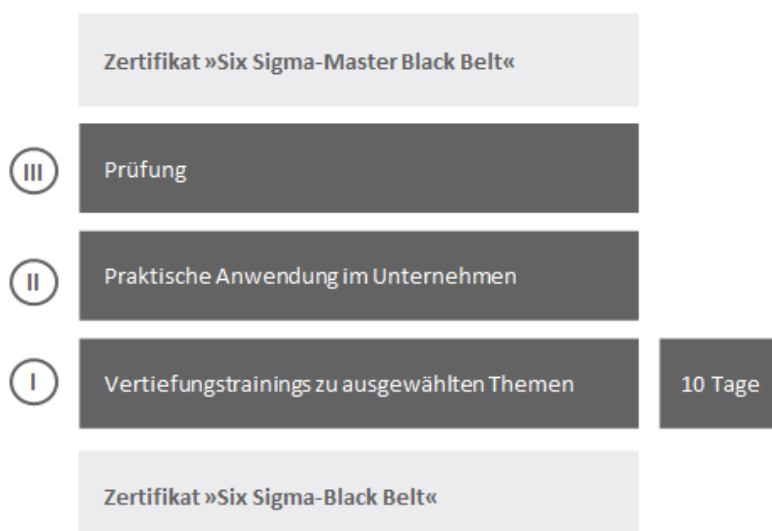 Zertifikat »Six Sigma-Master Black Belt«
III
Prüfung
II
Praktische Anwendung im Unternehmen
I
Vertiefungstrainings zu ausgewählten Themen
10 Tage
Zertifikat »Six Sigma-Black Belt«